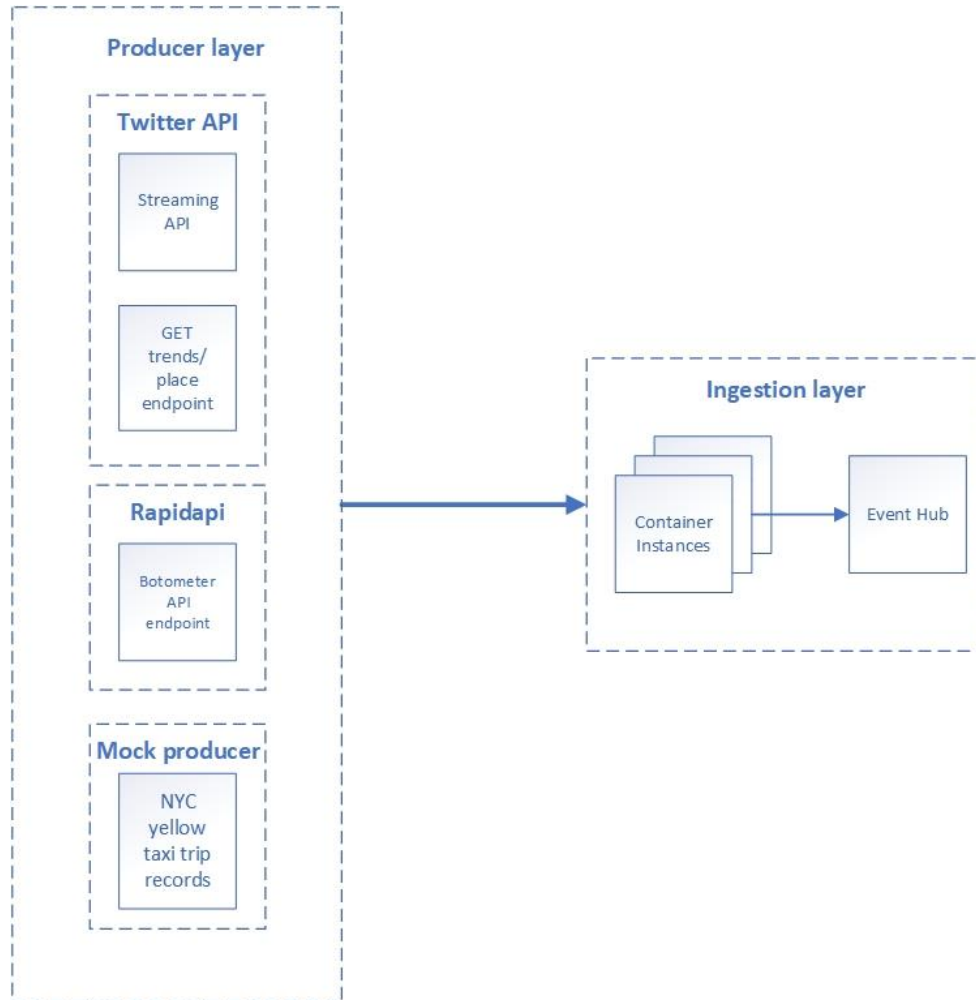 Producer layer
Twitter API
Streaming
API
GET
trends/
place
endpoint
Rapidapi
Botometer
API
endpoint
Mock producer
NYC
yellow
taxi trip
records
Ingestion layer
Container
Instances
Event Hub